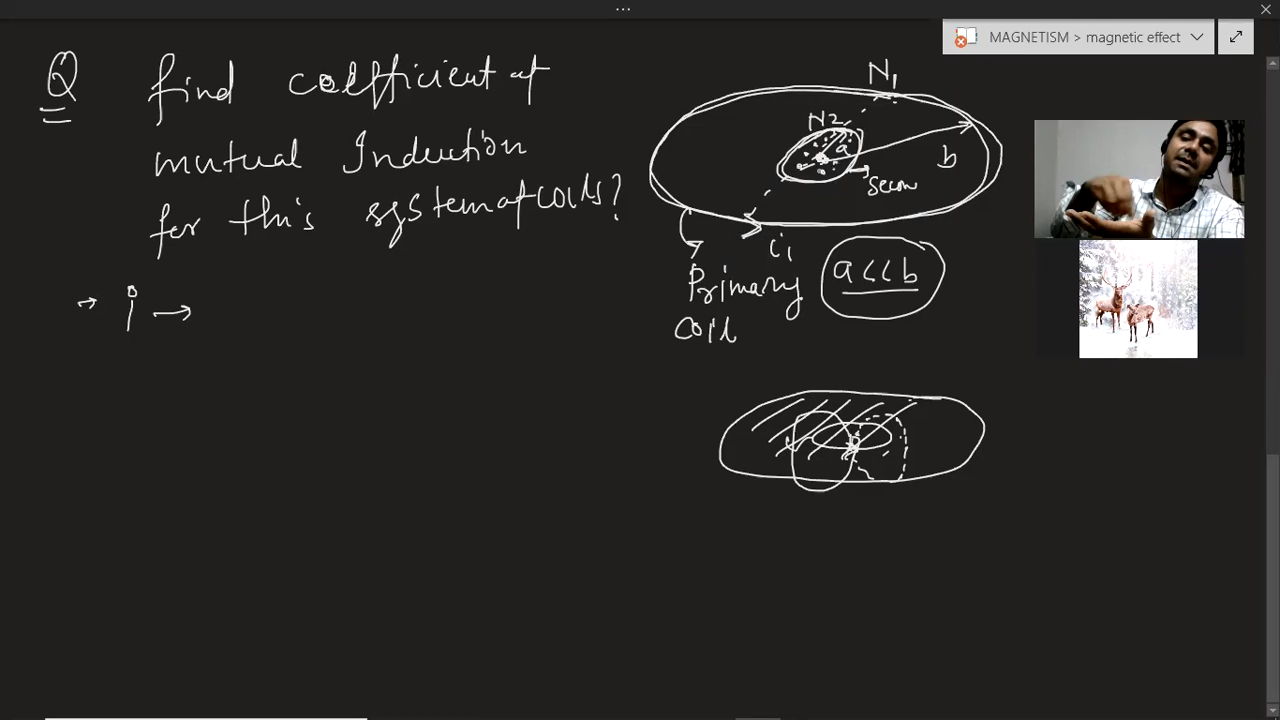 MAGNETISM > magnetic effect
Q find coefficient of
mutual Induction
for this system of coils?
→ i →
N1
N2
a
b
Secon
i1
Primary
coil
a<<b